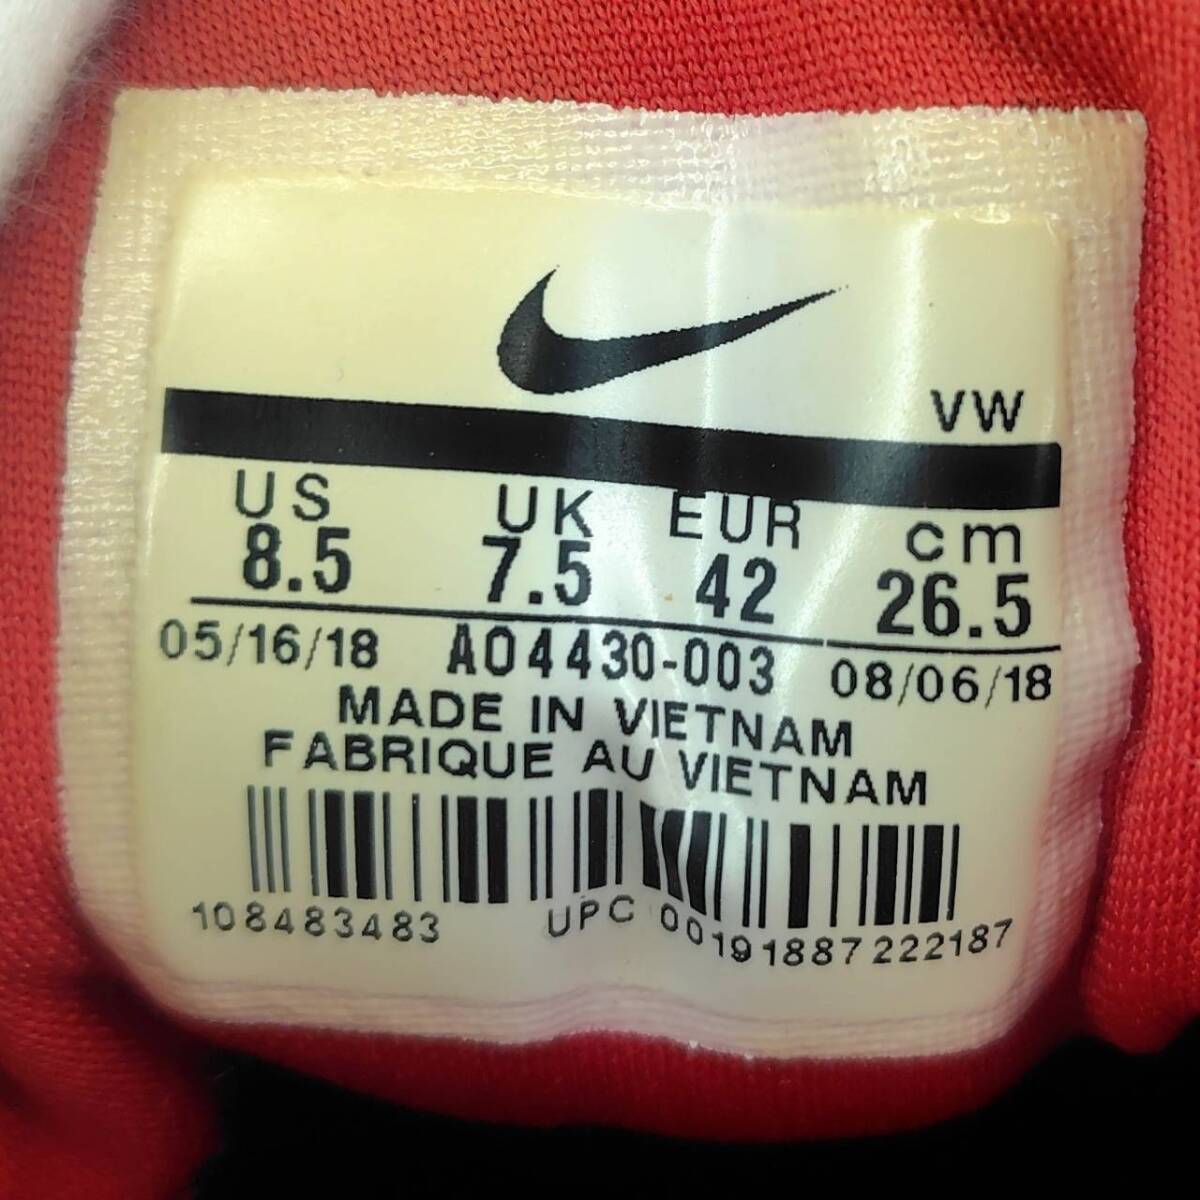 VW
US UK EUR cm
8.5 7.5 42 26.5
05/16/18 AO4430-003 08/06/18
MADE IN VIETNAM
FABRIQUE AU VIETNAM
108483483 UPC 00191887222187